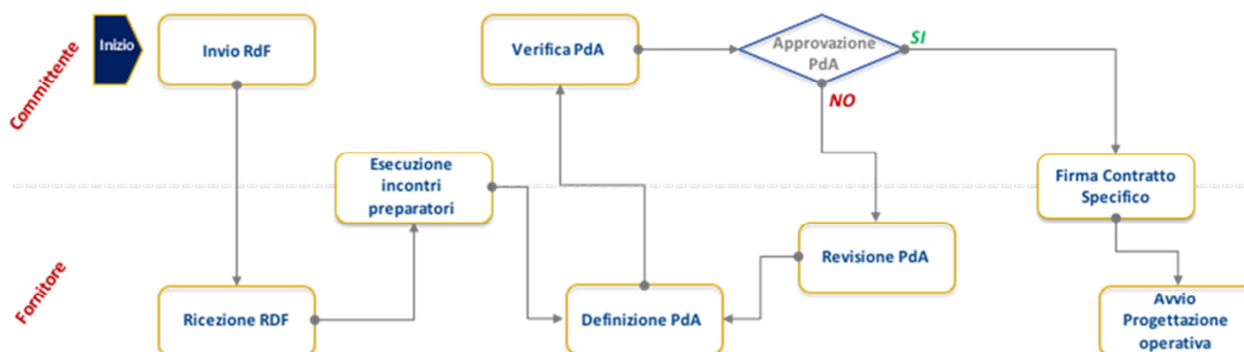 Committente
Inizio
Invio RdF
Verifica PdA
Approvazione
PdA
SI
NO
Esecuzione
incontri
preparatori
Firma Contratto
Specifico
Fornitore
Ricezione RDF
Definizione PdA
Revisione PdA
Avvio
Progettazione
operativa